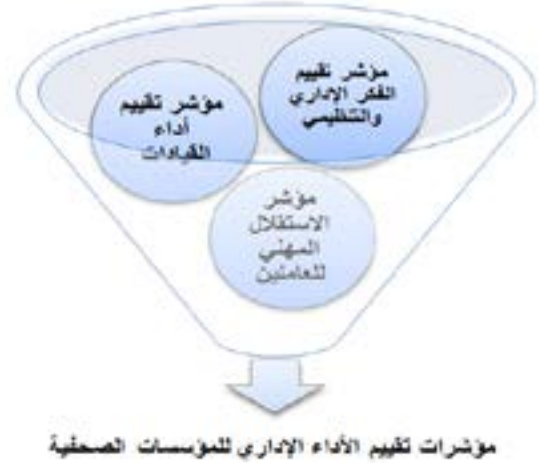 مؤشر تقييم
الفكر الإداري
والتنظيمي
مؤشر تقييم
أداء
القيادات
مؤشر
الاستقلال
المهني
للعاملين
مؤشرات تقييم الأداء الإداري للمؤسسات الصحفية